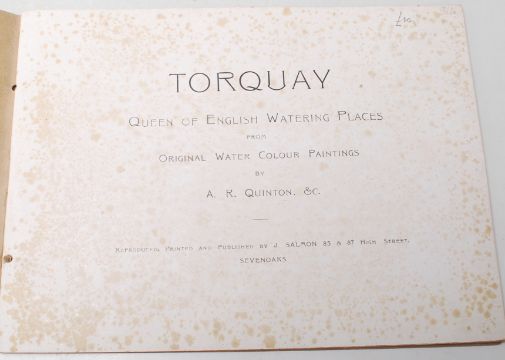 £10
TORQUAY
QUEEN OF ENGLISH WATERING PLACES
FROM
ORIGINAL WATER COLOUR PAINTINGS
BY
A. R. QUINTON. &C.
REPRODUCED, PRINTED AND PUBLISHED BY J. SALMON 85 & 87 HIGH STREET,
SEVENOAKS